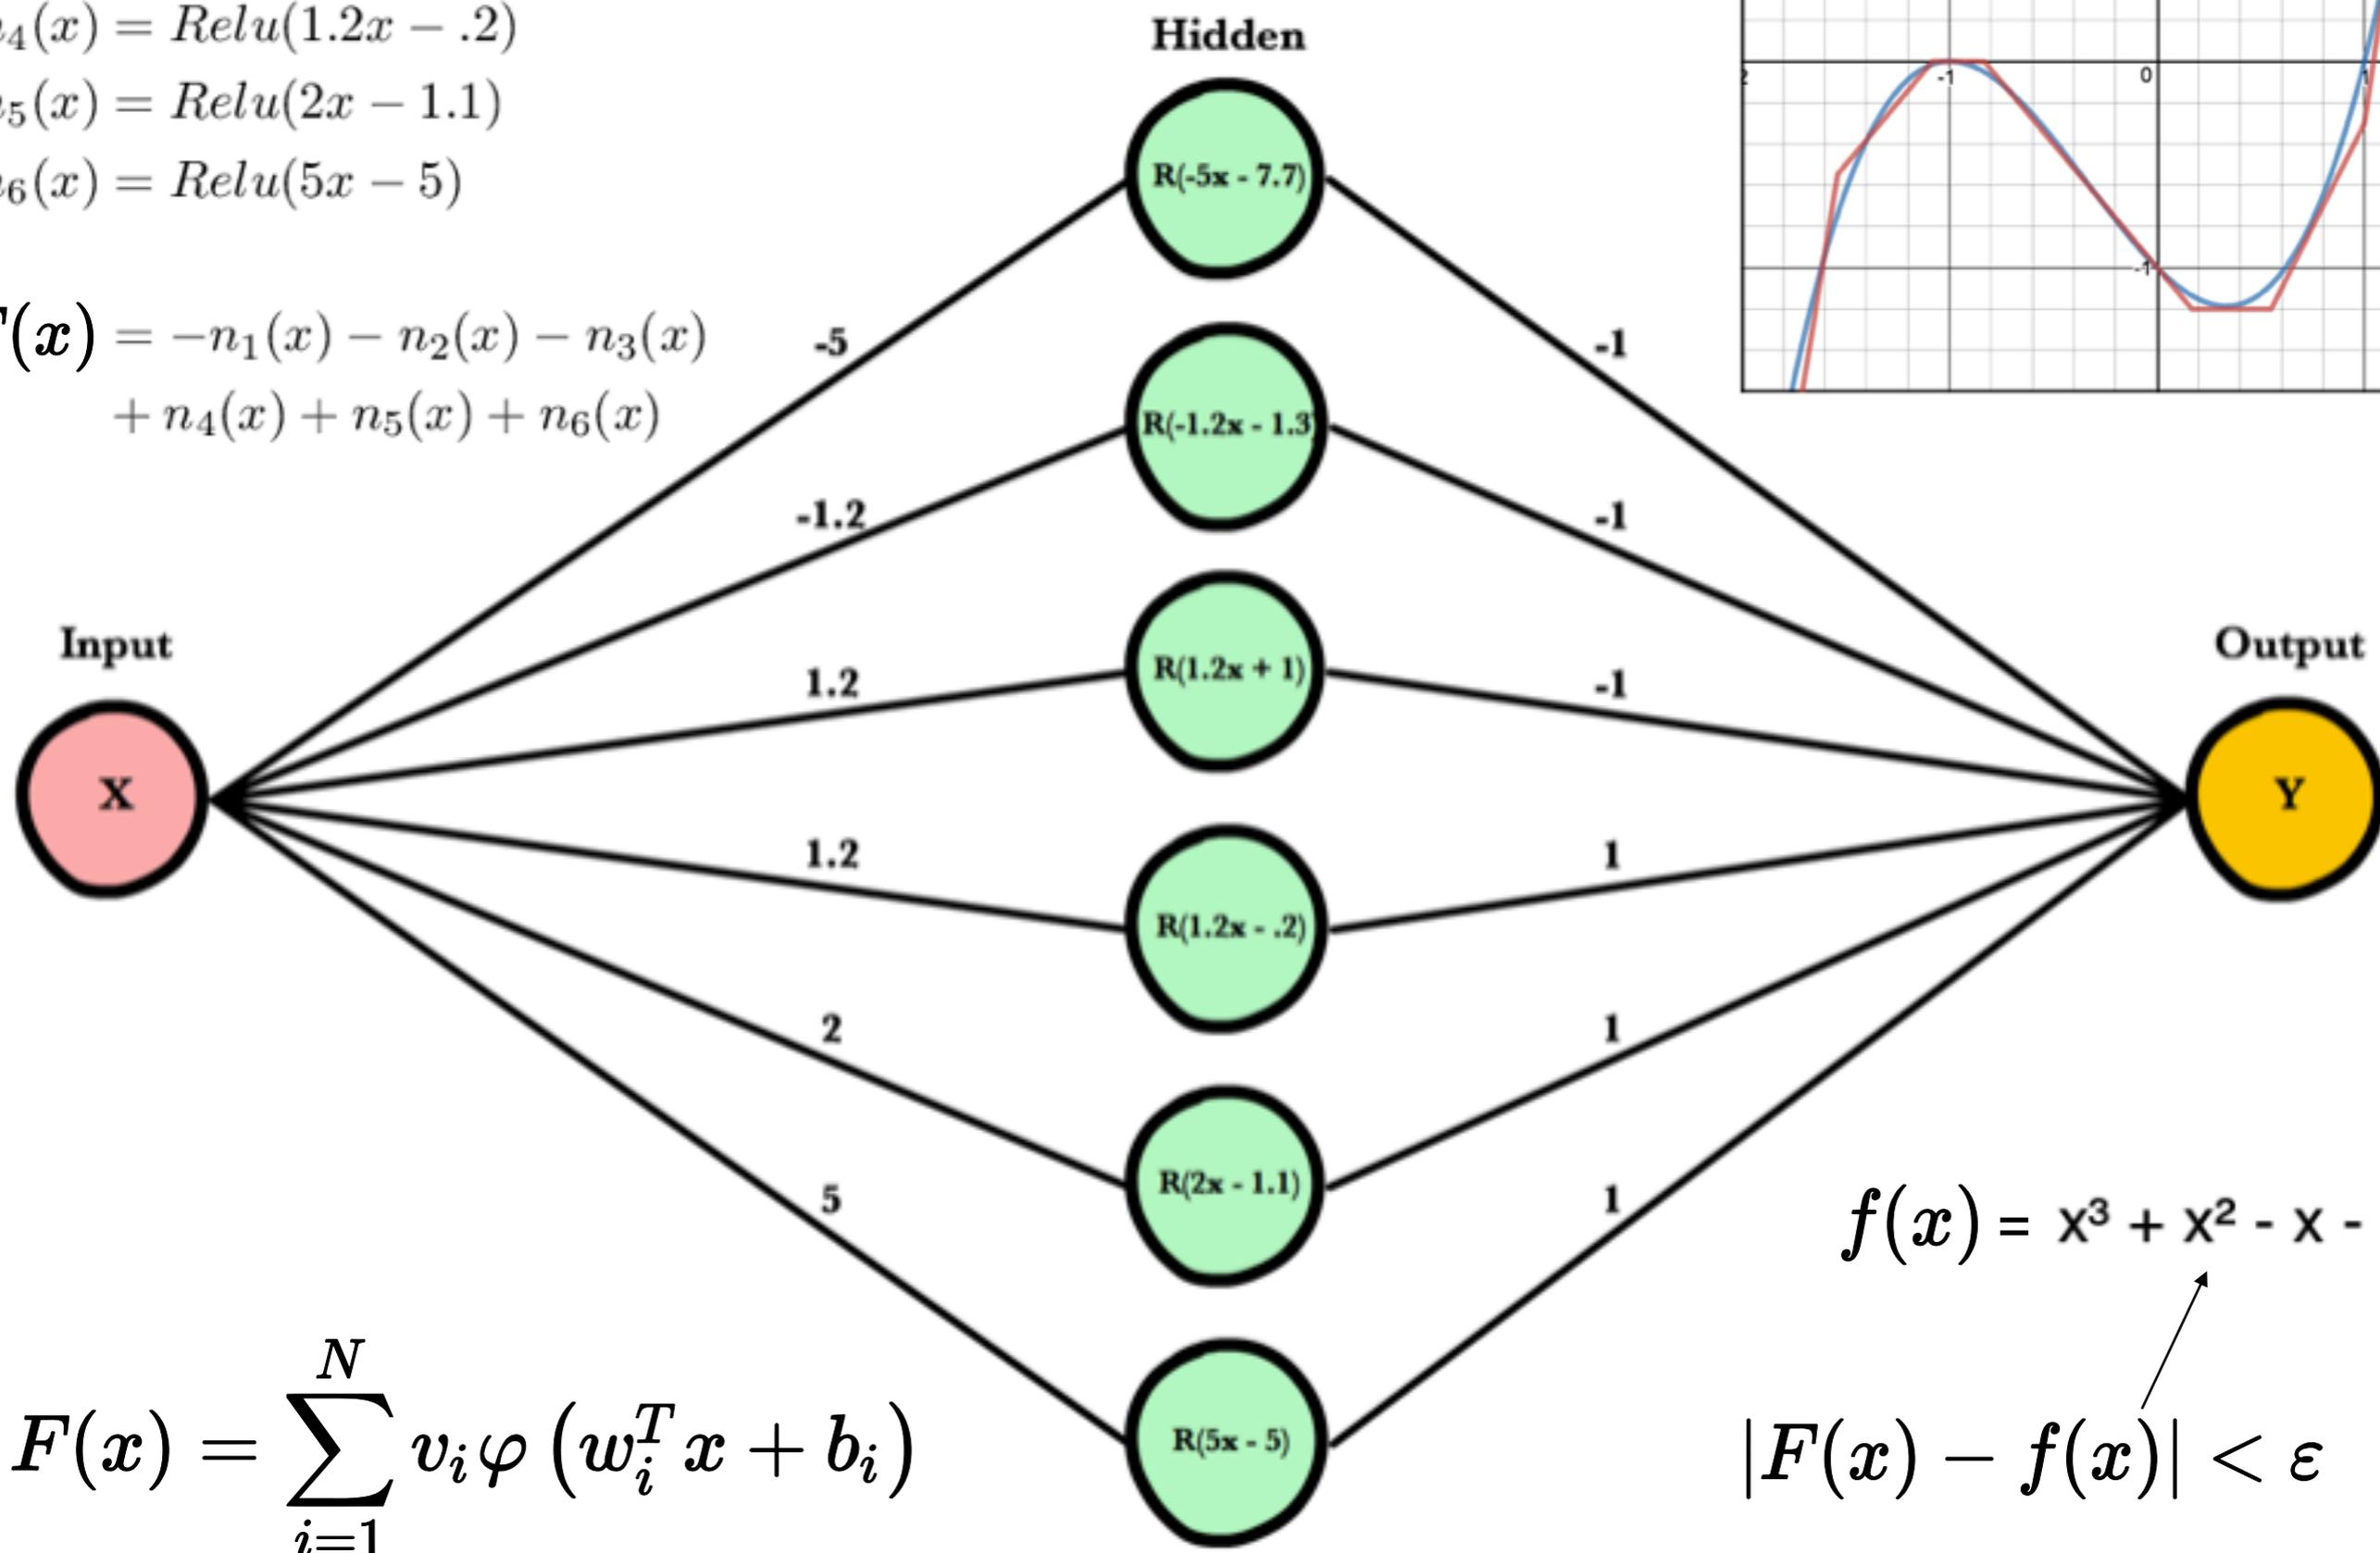 ₄(x) = Relu(1.2x − .2)
₅(x) = Relu(2x − 1.1)
₆(x) = Relu(5x − 5)
(x) = −n₁(x) − n₂(x) − n₃(x)
+ n₄(x) + n₅(x) + n₆(x)
Hidden
R(-5x - 7.7)
R(-1.2x - 1.3
R(1.2x + 1)
R(1.2x - .2)
R(2x - 1.1)
R(5x - 5)
-5
-1.2
1.2
1.2
2
5
-1
-1
-1
1
1
1
Input
X
Output
Y
-1
0
1
-1
f(x) = x³ + x² - x -
|F(x) − f(x)| < ε
F(x) = ∑ᵢ₌₁ᴺ vᵢφ(wᵢᵀx + bᵢ)